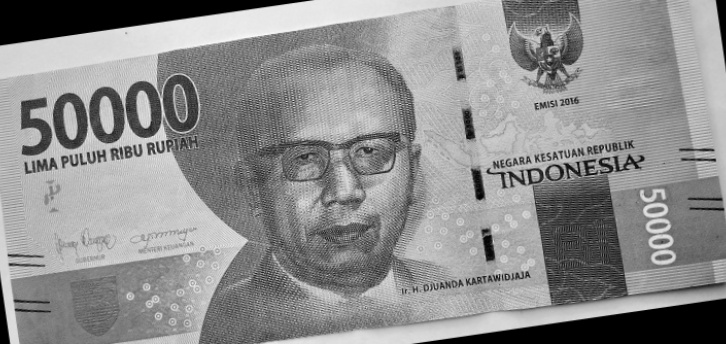 50000
LIMA PULUH RIBU RUPIAH
GUBERNUR
MENTERI KEUANGAN
EMISI 2016
NEGARA KESATUAN REPUBLIK
INDONESIA
50000
Ir. H. DJUANDA KARTAWIDJAJA